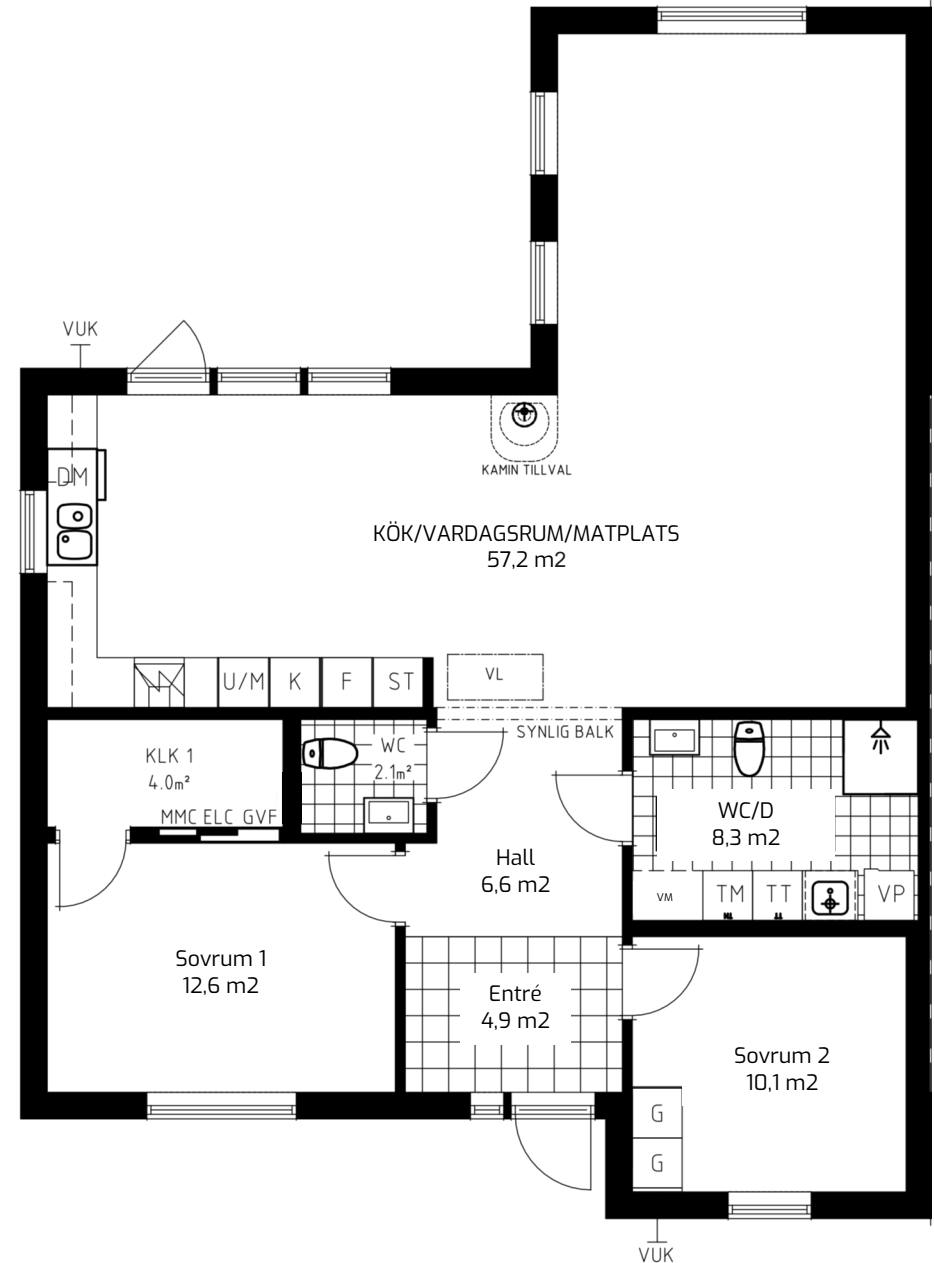 VUK
DM
KAMIN TILLVAL
KÖK/VARDAGSRUM/MATPLATS
57,2 m2
U/M K F ST
VL
SYNLIG BALK
KLK 1
4.0m²
MMC ELC GVF
WC
2.1m²
WC/D
8,3 m2
Hall
6,6 m2
VM TM TT VP
Sovrum 1
12,6 m2
Entré
4,9 m2
Sovrum 2
10,1 m2
G
G
VUK